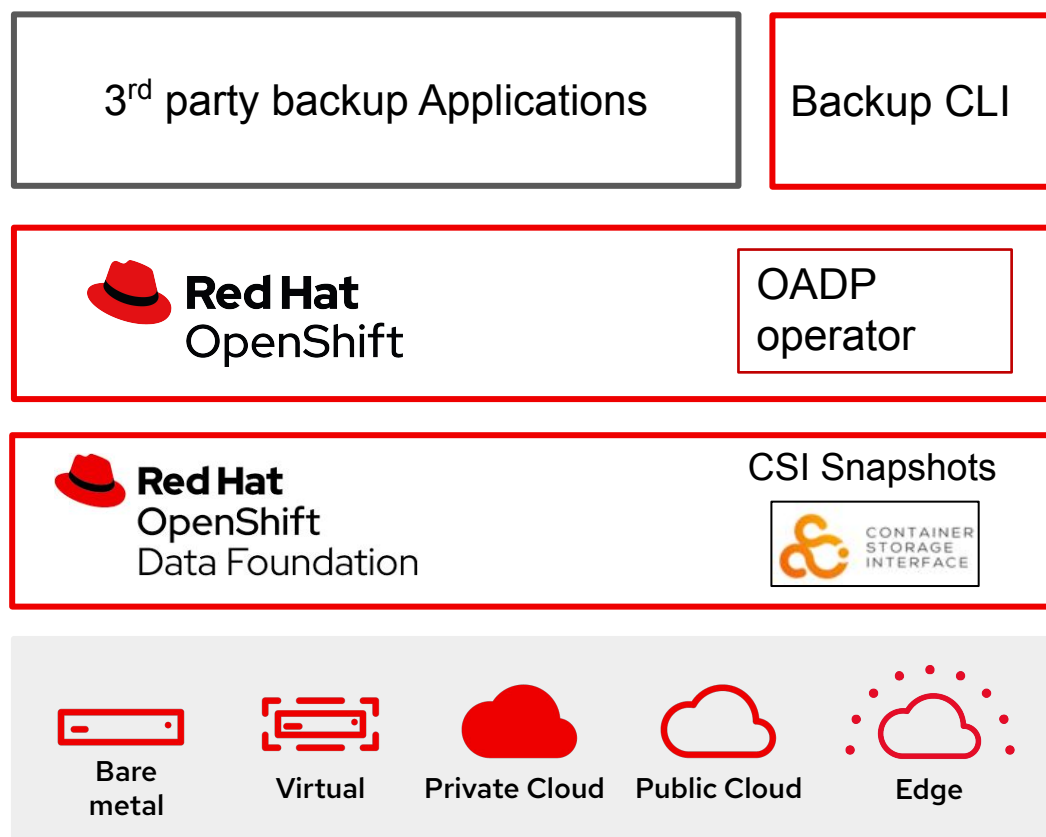 3rd party backup Applications
Backup CLI
Red Hat
OpenShift
OADP
operator
Red Hat
OpenShift
Data Foundation
CSI Snapshots
CONTAINER
STORAGE
INTERFACE
Bare
metal
Virtual
Private Cloud
Public Cloud
Edge